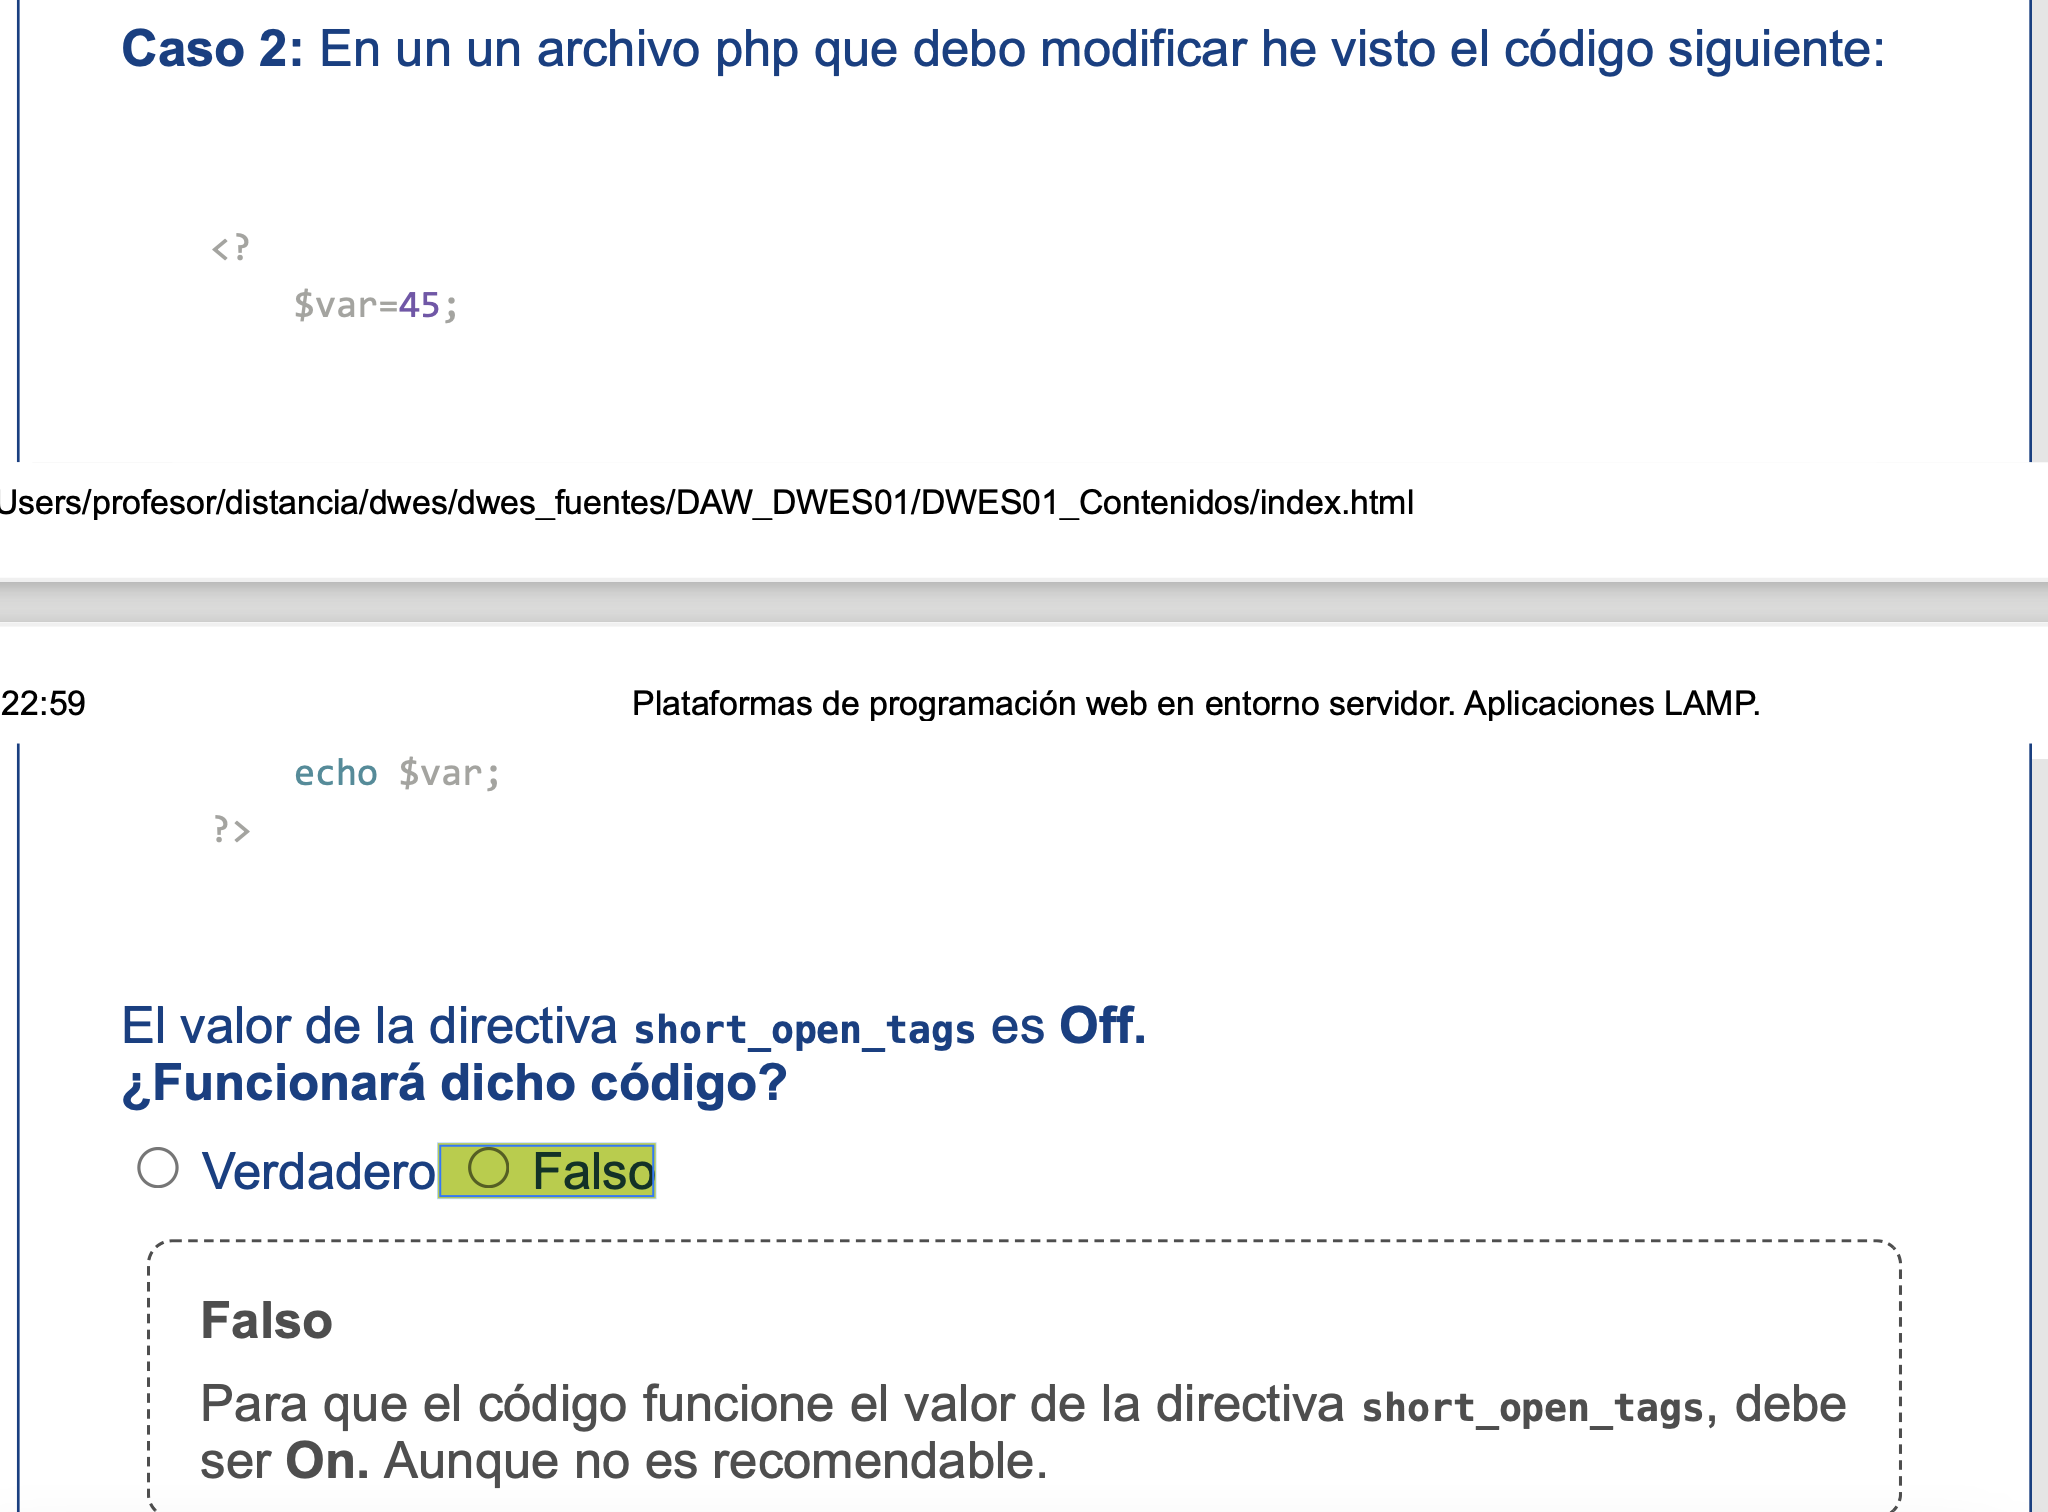 Caso 2: En un un archivo php que debo modificar he visto el código siguiente:
<?
$var=45;
Users/profesor/distancia/dwes/dwes_fuentes/DAW_DWES01/DWES01_Contenidos/index.html
22:59
Plataformas de programación web en entorno servidor. Aplicaciones LAMP.
echo $var;
?>
El valor de la directiva short_open_tags es Off.
¿Funcionará dicho código?
Verdadero Falso
Falso
Para que el código funcione el valor de la directiva short_open_tags, debe
ser On. Aunque no es recomendable.